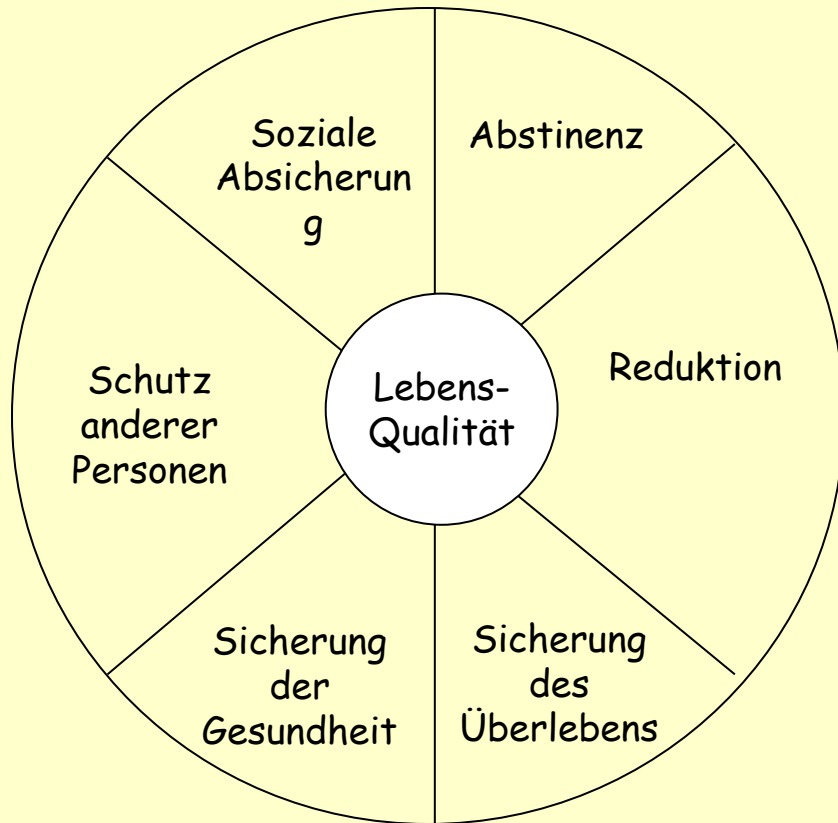 Soziale
Absicherun
g
Abstinenz
Reduktion
Sicherung
des
Überlebens
Sicherung
der
Gesundheit
Schutz
anderer
Personen
Lebens-
Qualität